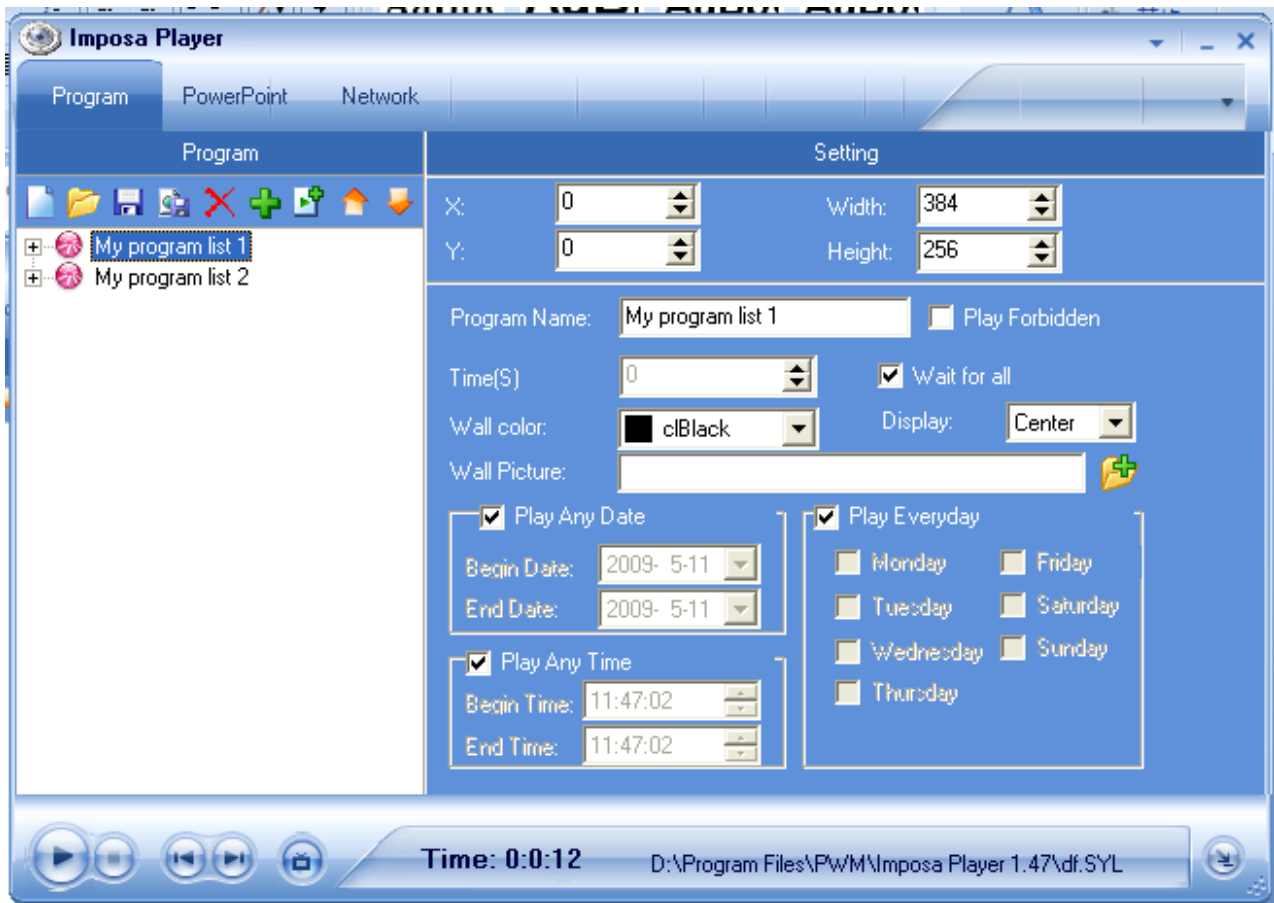 Imposa Player
Program PowerPoint Network
Program
Setting
My program list 1
My program list 2
X: 0 Width: 384
Y: 0 Height: 256
Program Name: My program list 1 Play Forbidden
Time(S) 0 Wait for all
Wall color: clBlack Display: Center
Wall Picture:
Play Any Date
Begin Date: 2009- 5-11
End Date: 2009- 5-11
Play Any Time
Begin Time: 11:47:02
End Time: 11:47:02
Play Everyday
Monday Friday
Tuesday Saturday
Wednesday Sunday
Thursday
Time: 0:0:12 D:\Program Files\PWM\Imposa Player 1.47\df.SYL